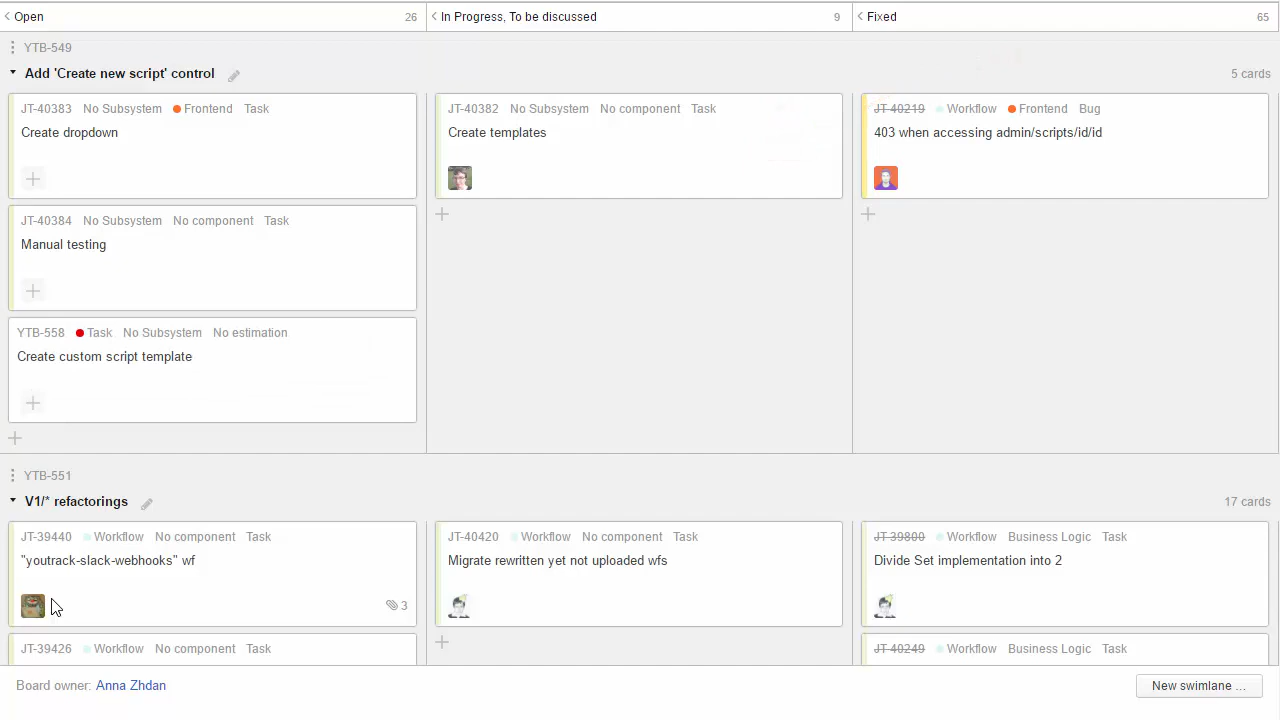 Open 26
In Progress, To be discussed 9
Fixed 65
YTB-549
Add 'Create new script' control 5 cards
JT-40383 No Subsystem Frontend Task
Create dropdown
JT-40382 No Subsystem No component Task
Create templates
JT-40219 Workflow Frontend Bug
403 when accessing admin/scripts/id/id
JT-40384 No Subsystem No component Task
Manual testing
YTB-558 Task No Subsystem No estimation
Create custom script template
YTB-551
V1/* refactorings 17 cards
JT-39440 Workflow No component Task
"youtrack-slack-webhooks" wf
3
JT-40420 Workflow No component Task
Migrate rewritten yet not uploaded wfs
JT-39800 Workflow Business Logic Task
Divide Set implementation into 2
JT-39426 Workflow No component Task
JT-40249 Workflow Business Logic Task
Board owner: Anna Zhdan
New swimlane ...